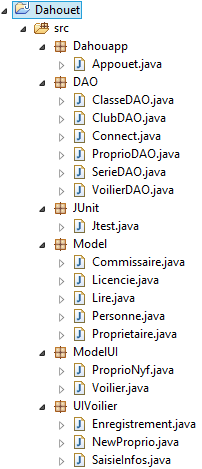 Dahouet
src
Dahouapp
Appouet.java
DAO
ClasseDAO.java
ClubDAO.java
Connect.java
ProprioDAO.java
SerieDAO.java
VoilierDAO.java
JUnit
Jtest.java
Model
Commissaire.java
Licencie.java
Lire.java
Personne.java
Proprietaire.java
ModelUI
ProprioNyf.java
Voilier.java
UIVoilier
Enregistrement.java
NewProprio.java
SaisieInfos.java